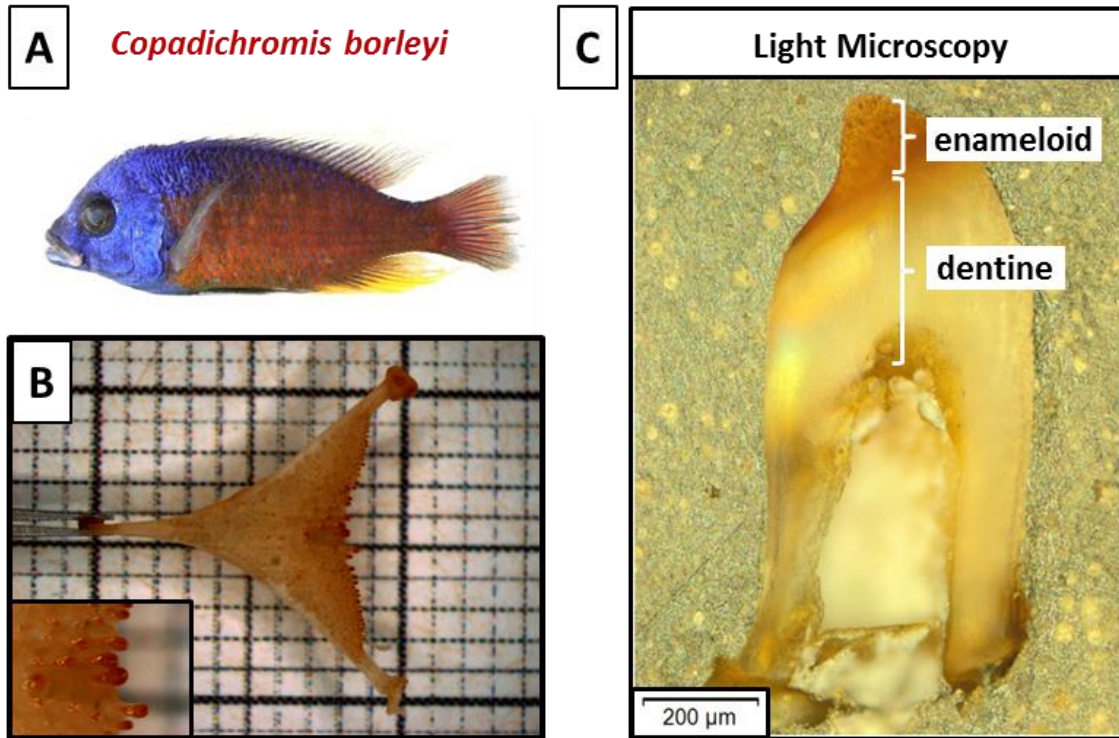 A
Copadichromis borleyi
B
C
Light Microscopy
enameloid
dentine
200 µm